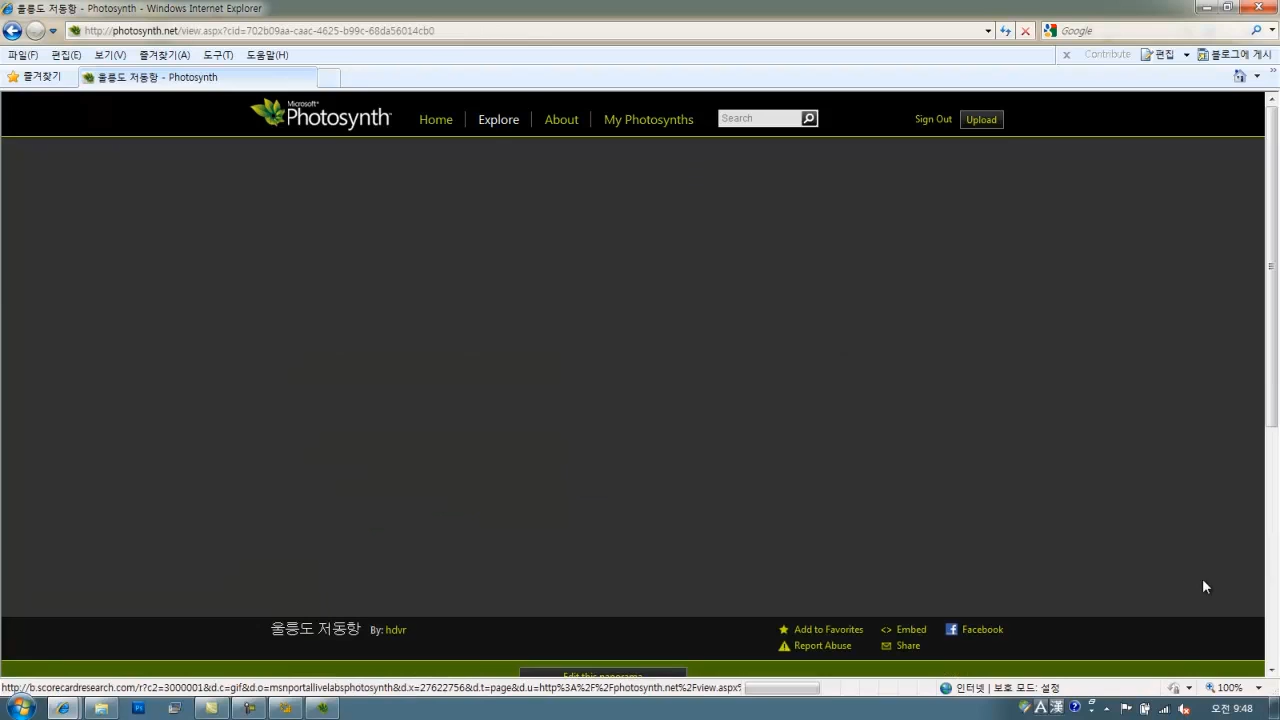 울릉도 저동항 - Photosynth - Windows Internet Explorer
http://photosynth.net/view.aspx?cid=702b09aa-caac-4625-b99c-68da56014cb0
Google
파일(F) 편집(E) 보기(V) 즐겨찾기(A) 도구(T) 도움말(H)
x Contribute 편집 블로그에 게시
즐겨찾기 울릉도 저동항 - Photosynth
Microsoft®
Photosynth Home Explore About My Photosynths Search Sign Out Upload
울릉도 저동항 By: hdvr
Add to Favorites <> Embed Facebook
Report Abuse Share
Edit this panorama
http://b.scorecardresearch.com/r?c2=3000001&d.c=gif&d.o=msnportallivelabsphotosynth&d.x=27622756&d.t=page&d.u=http%3A%2F%2Fphotosynth.net%2Fview.aspx%
인터넷 | 보호 모드: 설정 100%
A 漢 오전 9:48